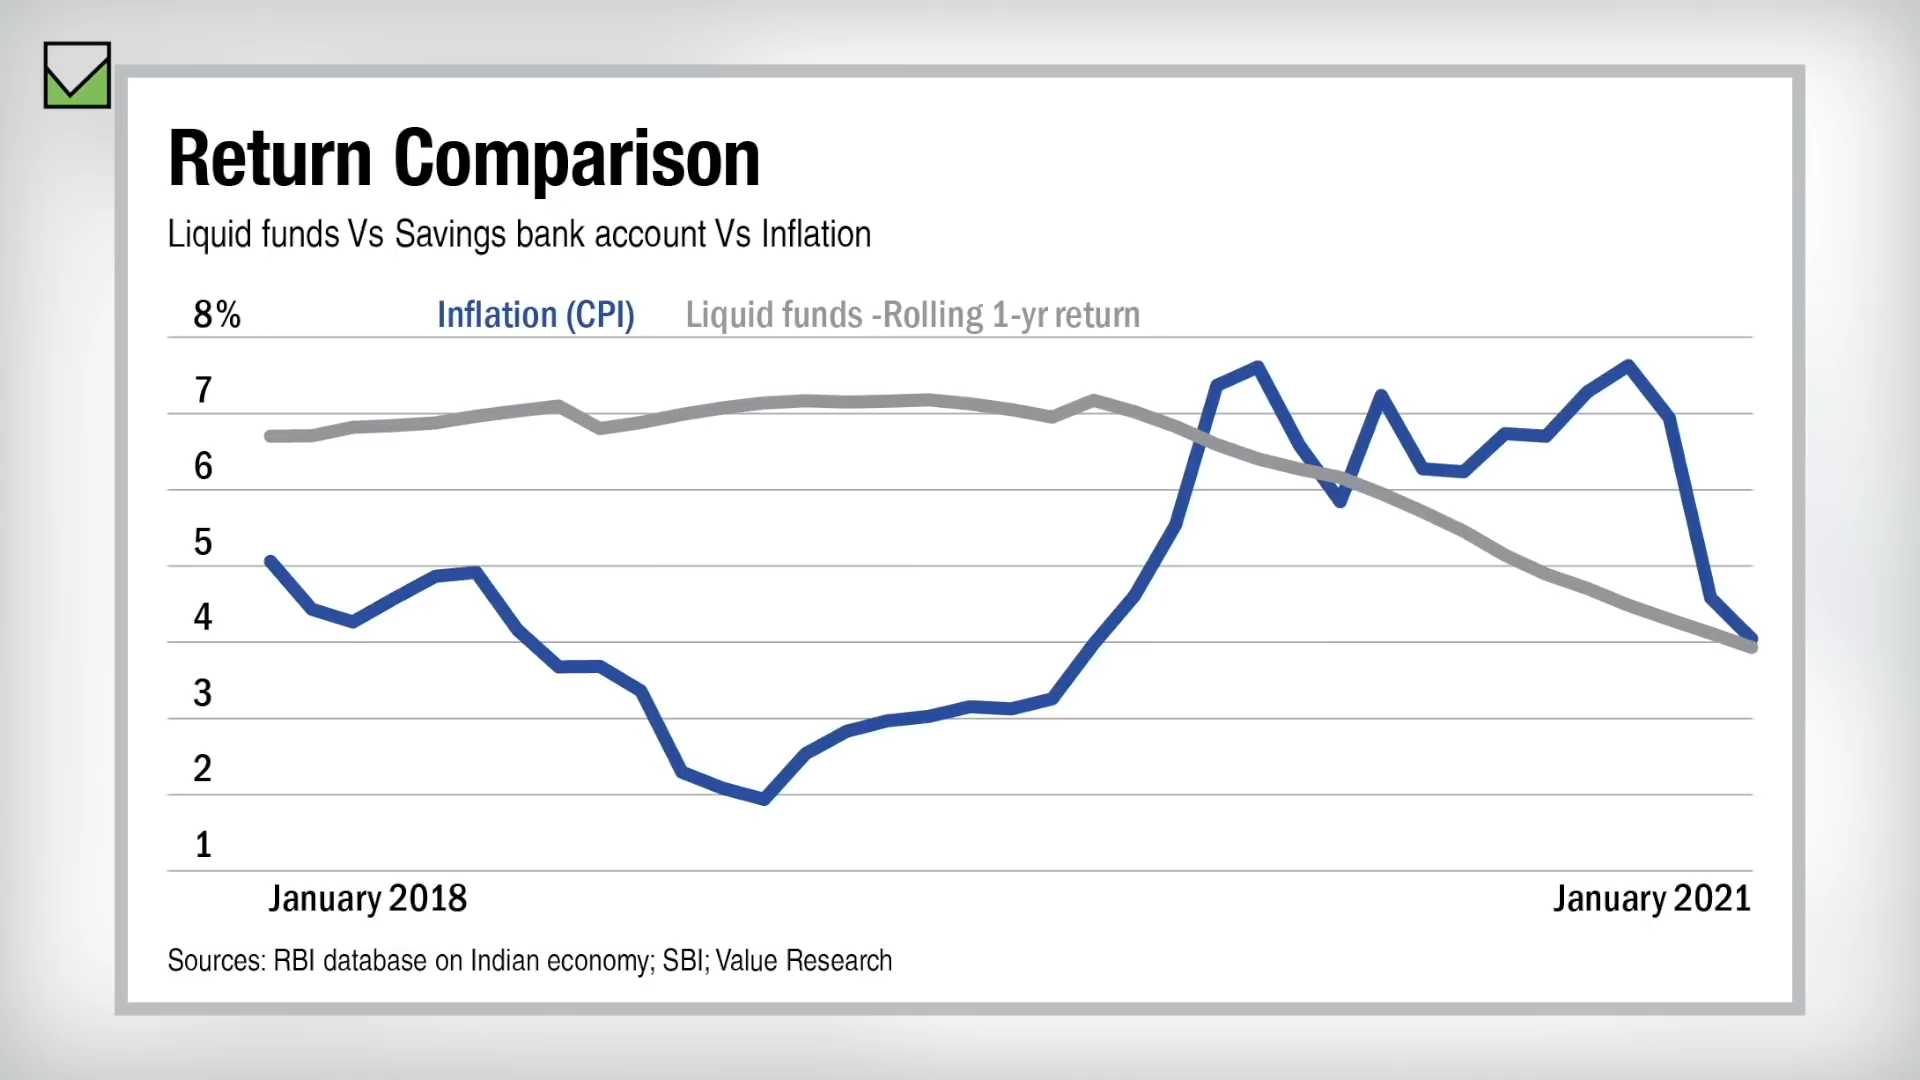 Return Comparison
Liquid funds Vs Savings bank account Vs Inflation
8%
Inflation (CPI) Liquid funds -Rolling 1-yr return
7
6
5
4
3
2
1
January 2018 January 2021
Sources: RBI database on Indian economy; SBI; Value Research